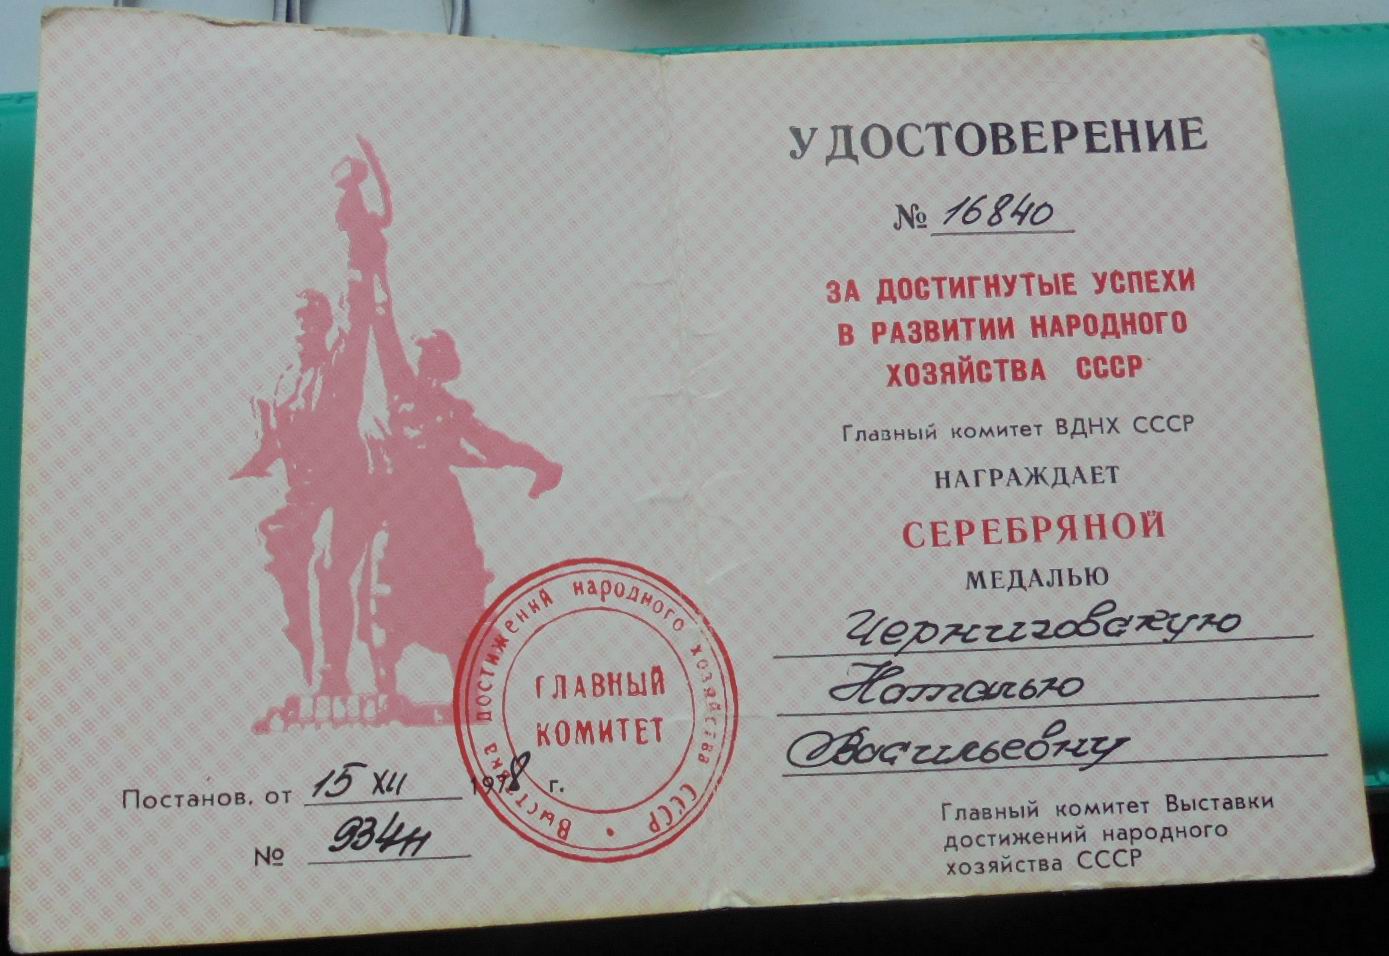 Постанов. от 15 XII 1978 г.
№ 934н
Выставка достижений народного хозяйства СССР
ГЛАВНЫЙ
КОМИТЕТ
УДОСТОВЕРЕНИЕ
№ 16840
ЗА ДОСТИГНУТЫЕ УСПЕХИ
В РАЗВИТИИ НАРОДНОГО
ХОЗЯЙСТВА СССР
Главный комитет ВДНХ СССР
НАГРАЖДАЕТ
СЕРЕБРЯНОЙ
МЕДАЛЬЮ
Черниговскую
Наталью
Васильевну
Главный комитет Выставки
достижений народного
хозяйства СССР